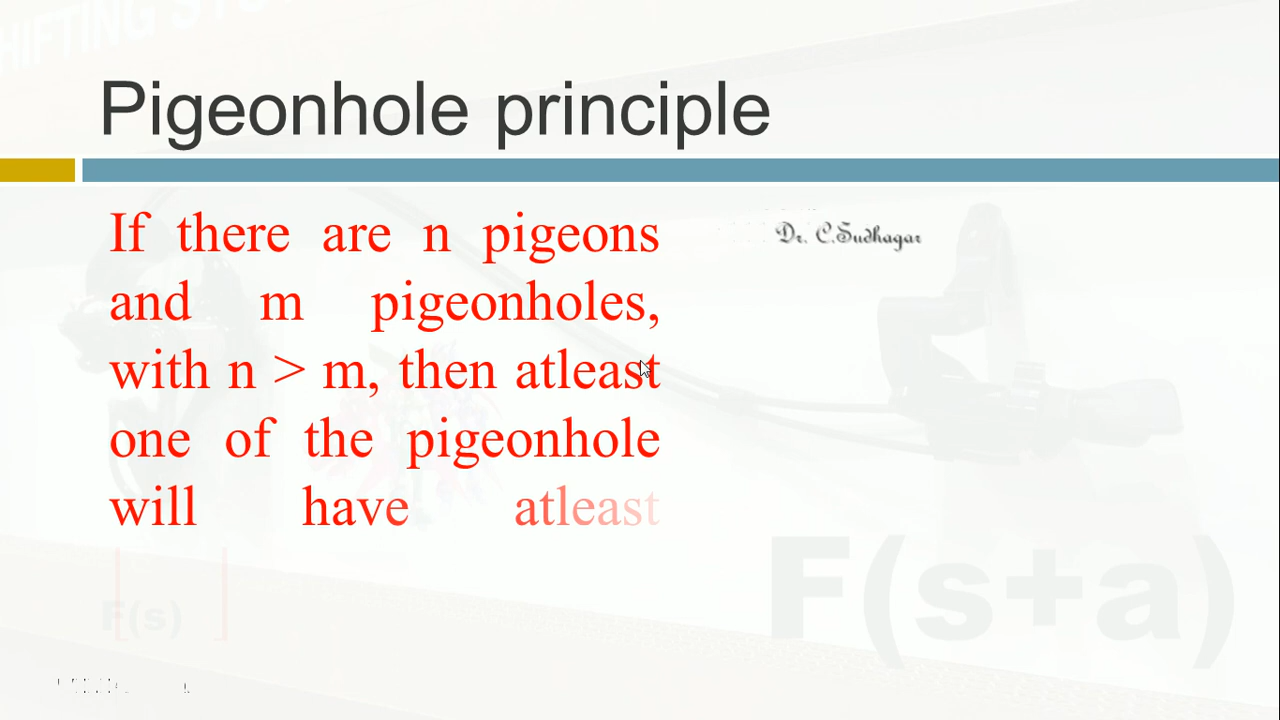 SHIFTING S
Pigeonhole principle
If there are n pigeons
and m pigeonholes,
with n > m, then atleast
one of the pigeonhole
will have atleast
Dr. C.Sudhagar
F(s+a)
F(s)